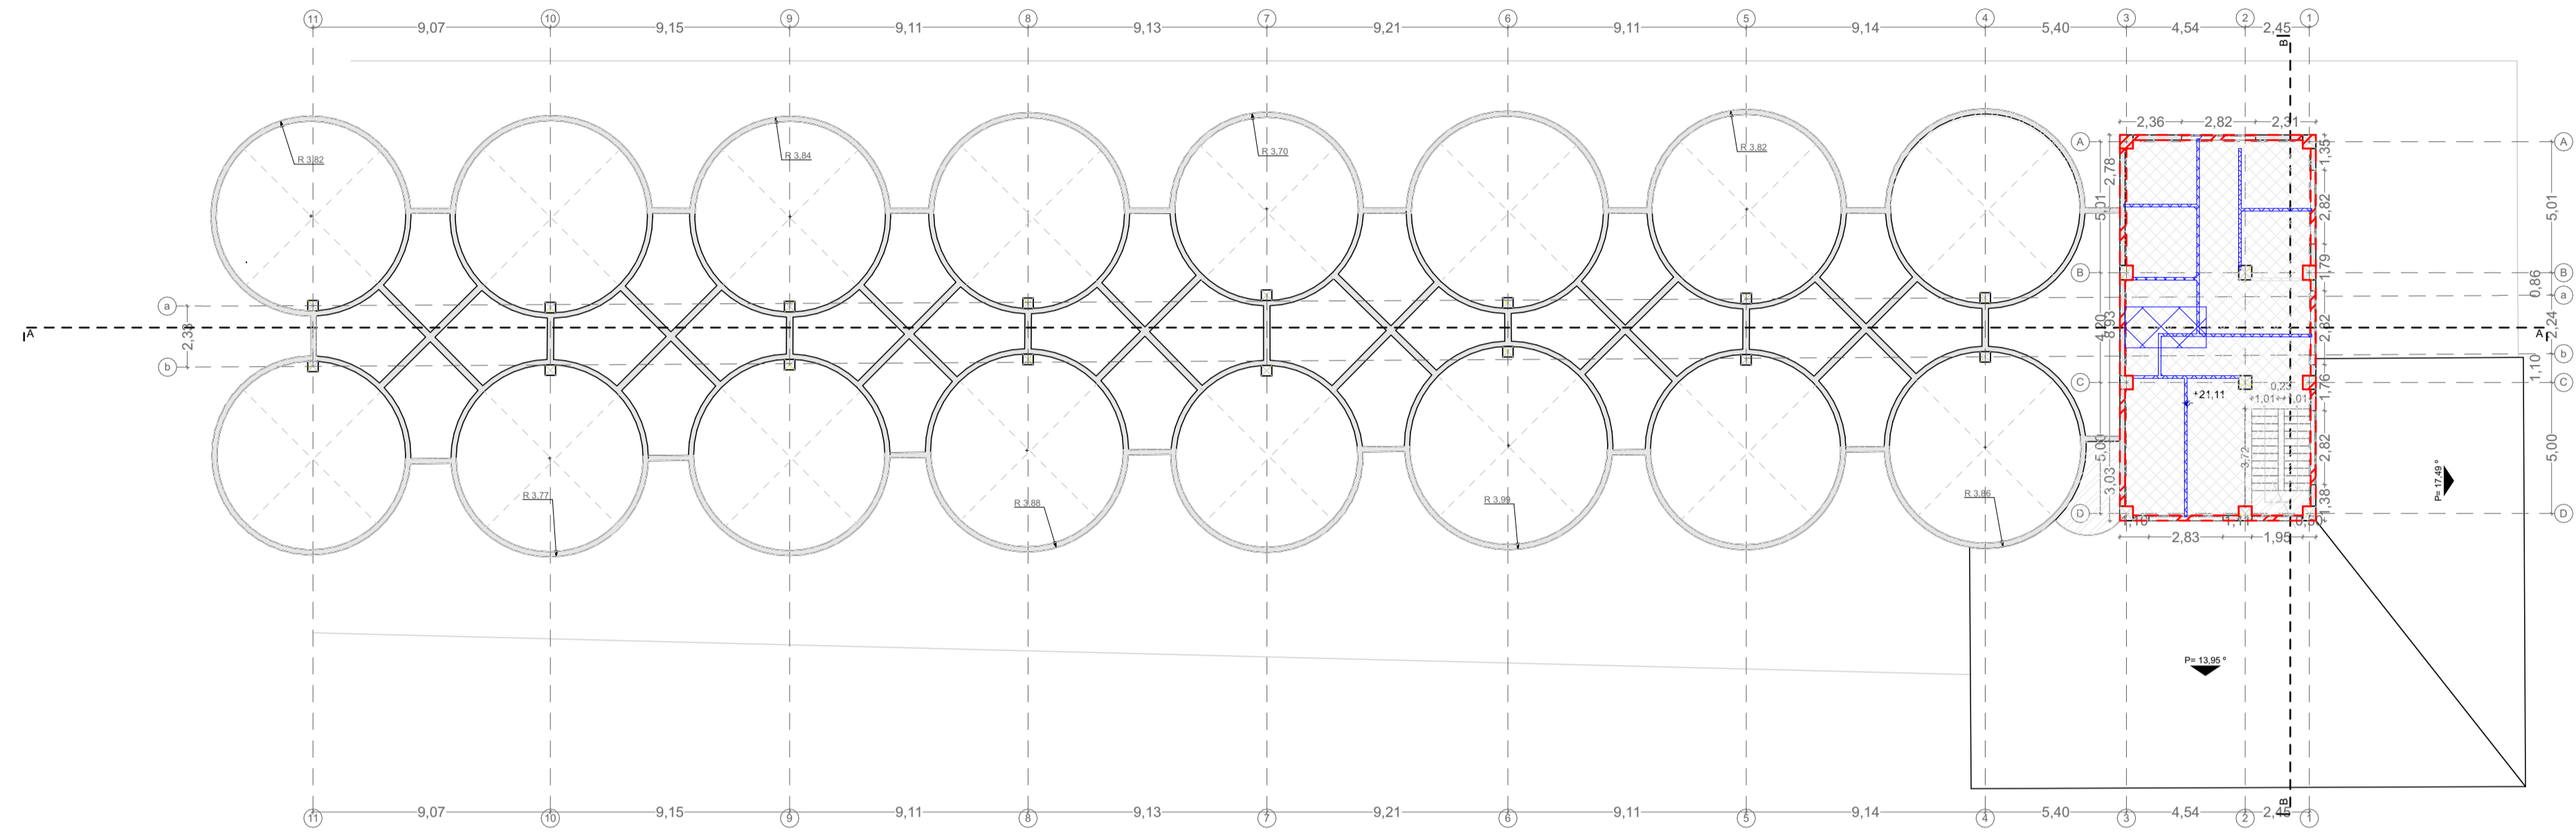 11 10 9 8 7 6 5 4 3 2 1
9,07 9,15 9,11 9,13 9,21 9,11 9,14 5,40 4,54 2,45
B
2,36 2,82 2,31
R 3.82 R 3.84 R 3.70 R 3.82
A A A
2,78 1,35
5,01 2,82 5,01
B B
1,79 0,86
a a
2,33 4,20 8,93 2,82 2,24
A A
b b
1,10
C C
1,76
0,23
+21,11 1,01 1,01
3,72
5,00 2,82 5,00
3,03 1,38
P= 17,49 º
R 3.77 R 3.88 R 3.99 R 3.86
D D
2,83 1,95
P= 13,95 º
B
9,07 9,15 9,11 9,13 9,21 9,11 9,14 5,40 4,54 2,45
11 10 9 8 7 6 5 4 3 2 1